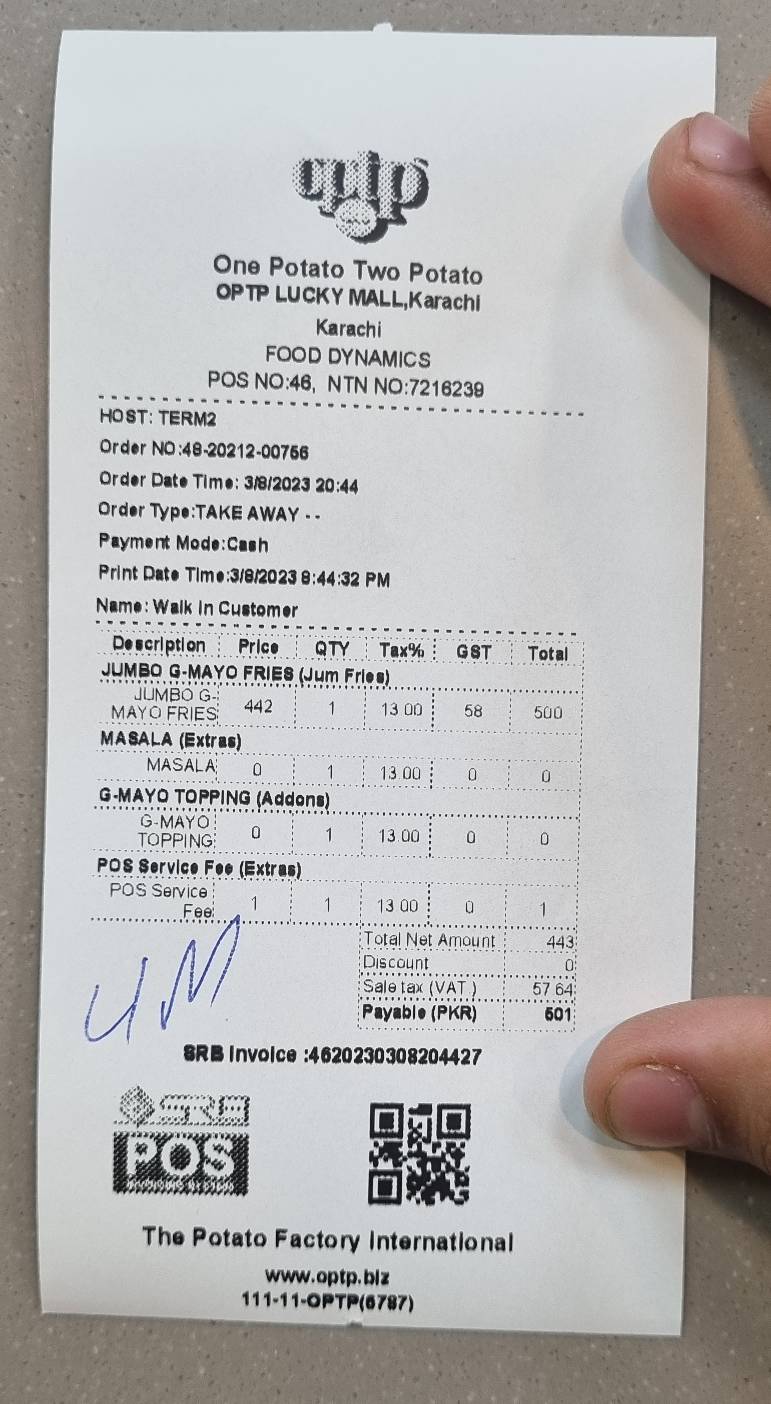 optp
One Potato Two Potato
OPTP LUCKY MALL,Karachi
Karachi
FOOD DYNAMICS
POS NO:46, NTN NO:7216239
HOST: TERM2
Order NO:48-20212-00756
Order Date Time: 3/8/2023 20:44
Order Type:TAKE AWAY - -
Payment Mode:Cash
Print Date Time:3/8/2023 8:44:32 PM
Name: Walk In Customer
Description Price QTY Tax% GST Total
JUMBO G-MAYO FRIES (Jum Fries)
JUMBO G-
MAYO FRIES 442 1 13.00 58 500
MASALA (Extras)
MASALA 0 1 13.00 0 0
G-MAYO TOPPING (Addons)
G-MAYO
TOPPING 0 1 13.00 0 0
POS Service Fee (Extras)
POS Service
Fee 1 1 13.00 0 1
Total Net Amount 443
Discount 0
Sale tax (VAT ) 57.64
Payable (PKR) 501
SRB Invoice :4620230308204427
SRB
POS
The Potato Factory International
www.optp.biz
111-11-OPTP(6787)